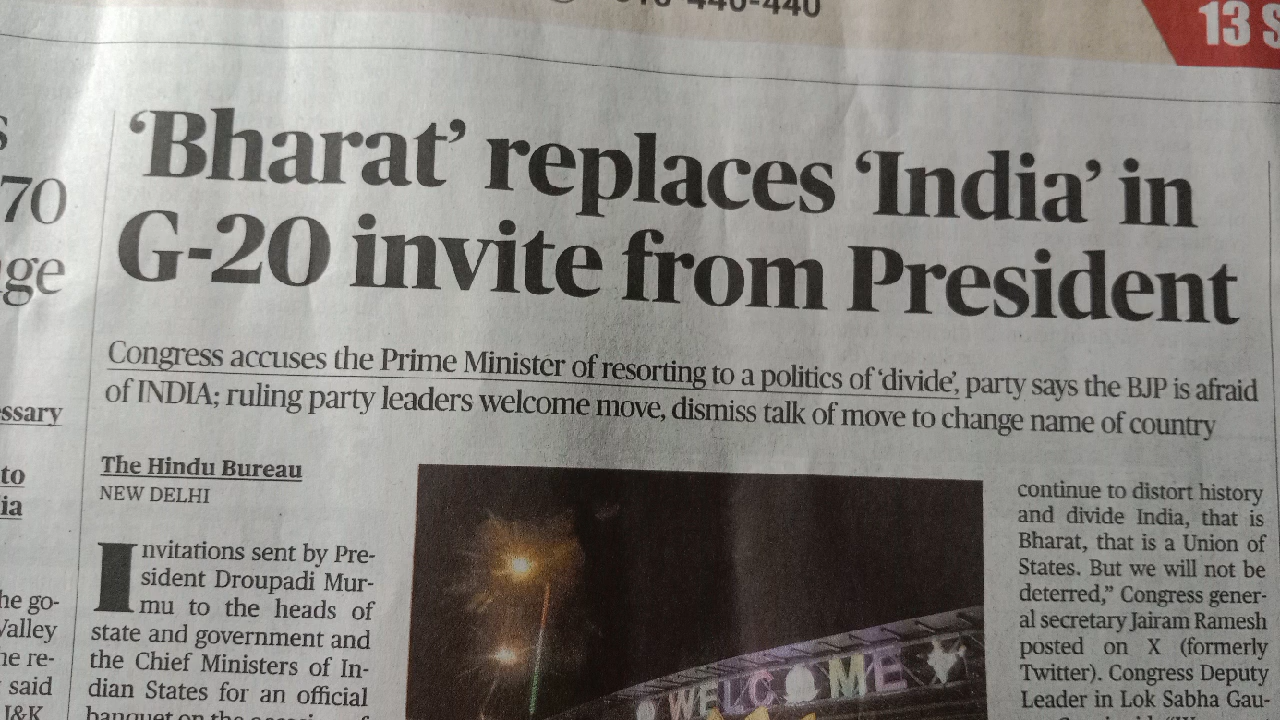 13
70
ge
ssary
to
ia
he go-
Valley
he re-
said
J&K
'Bharat' replaces 'India' in
G-20 invite from President
Congress accuses the Prime Minister of resorting to a politics of 'divide', party says the BJP is afraid
of INDIA; ruling party leaders welcome move, dismiss talk of move to change name of country
The Hindu Bureau
NEW DELHI
Invitations sent by Pre-
sident Droupadi Mur-
mu to the heads of
state and government and
the Chief Ministers of In-
dian States for an official
WELCOME
continue to distort history
and divide India, that is
Bharat, that is a Union of
States. But we will not be
deterred,” Congress gener-
al secretary Jairam Ramesh
posted on X (formerly
Twitter). Congress Deputy
Leader in Lok Sabha Gau-